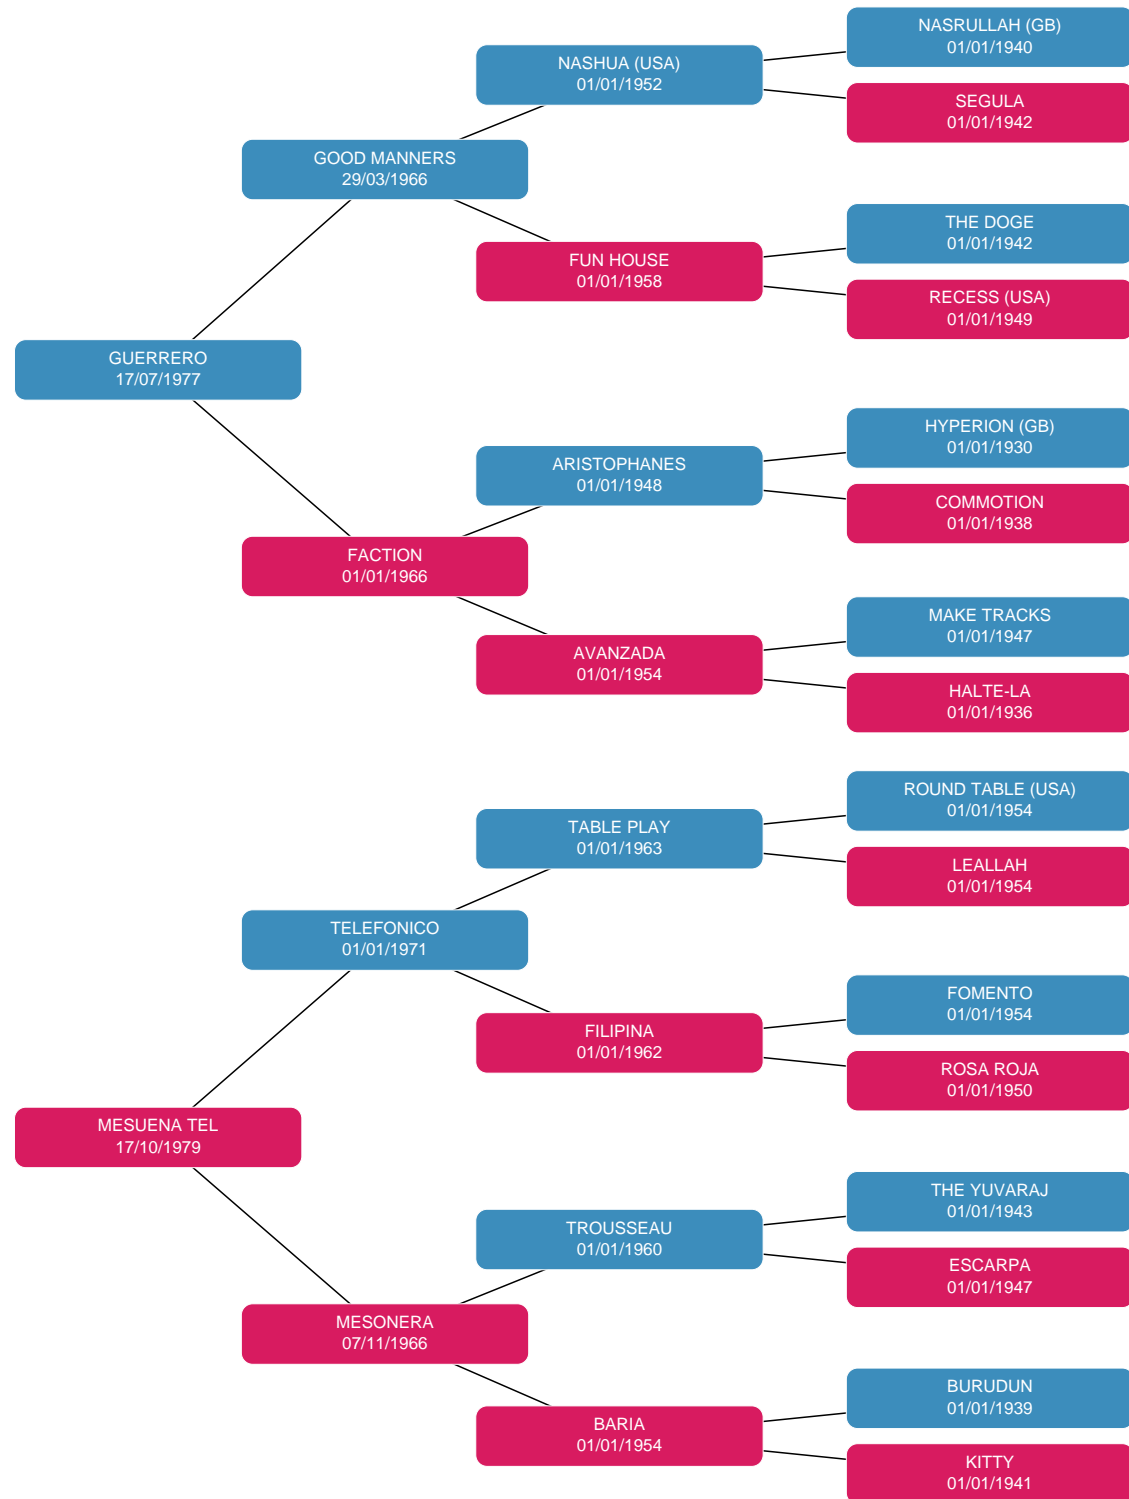 NASRULLAH (GB)
01/01/1940
NASHUA (USA)
01/01/1952
SEGULA
01/01/1942
GOOD MANNERS
29/03/1966
THE DOGE
01/01/1942
FUN HOUSE
01/01/1958
RECESS (USA)
01/01/1949
GUERRERO
17/07/1977
HYPERION (GB)
01/01/1930
ARISTOPHANES
01/01/1948
COMMOTION
01/01/1938
FACTION
01/01/1966
MAKE TRACKS
01/01/1947
AVANZADA
01/01/1954
HALTE-LA
01/01/1936
ROUND TABLE (USA)
01/01/1954
TABLE PLAY
01/01/1963
LEALLAH
01/01/1954
TELEFONICO
01/01/1971
FOMENTO
01/01/1954
FILIPINA
01/01/1962
ROSA ROJA
01/01/1950
MESUENA TEL
17/10/1979
THE YUVARAJ
01/01/1943
TROUSSEAU
01/01/1960
ESCARPA
01/01/1947
MESONERA
07/11/1966
BURUDUN
01/01/1939
BARIA
01/01/1954
KITTY
01/01/1941